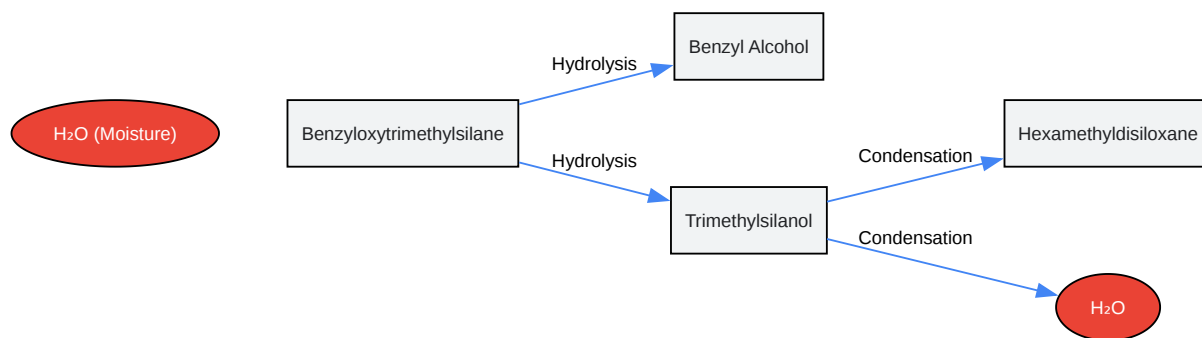 H₂O (Moisture)
Benzyloxytrimethylsilane
Hydrolysis
Benzyl Alcohol
Hydrolysis
Trimethylsilanol
Condensation
Hexamethyldisiloxane
Condensation
H₂O